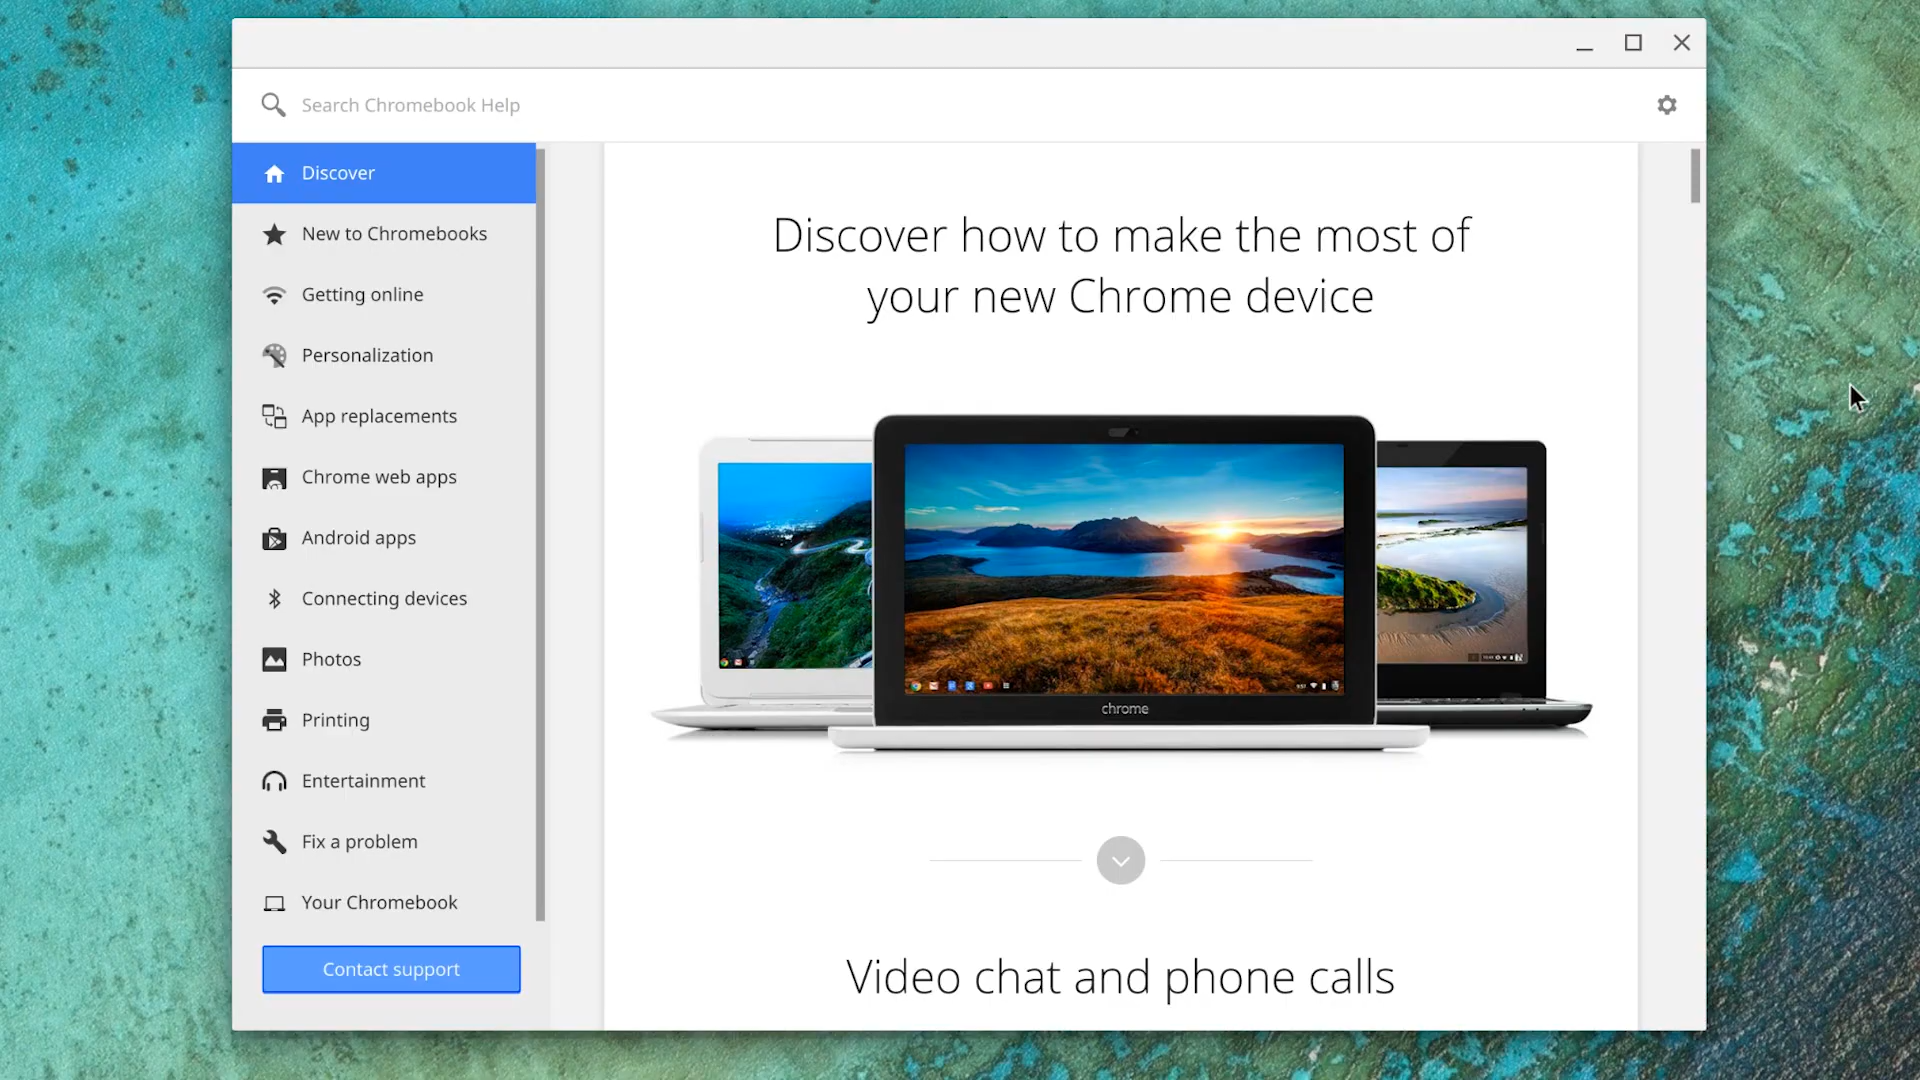 Search Chromebook Help
Discover
New to Chromebooks
Getting online
Personalization
App replacements
Chrome web apps
Android apps
Connecting devices
Photos
Printing
Entertainment
Fix a problem
Your Chromebook
Contact support
Discover how to make the most of
your new Chrome device
chrome
Video chat and phone calls